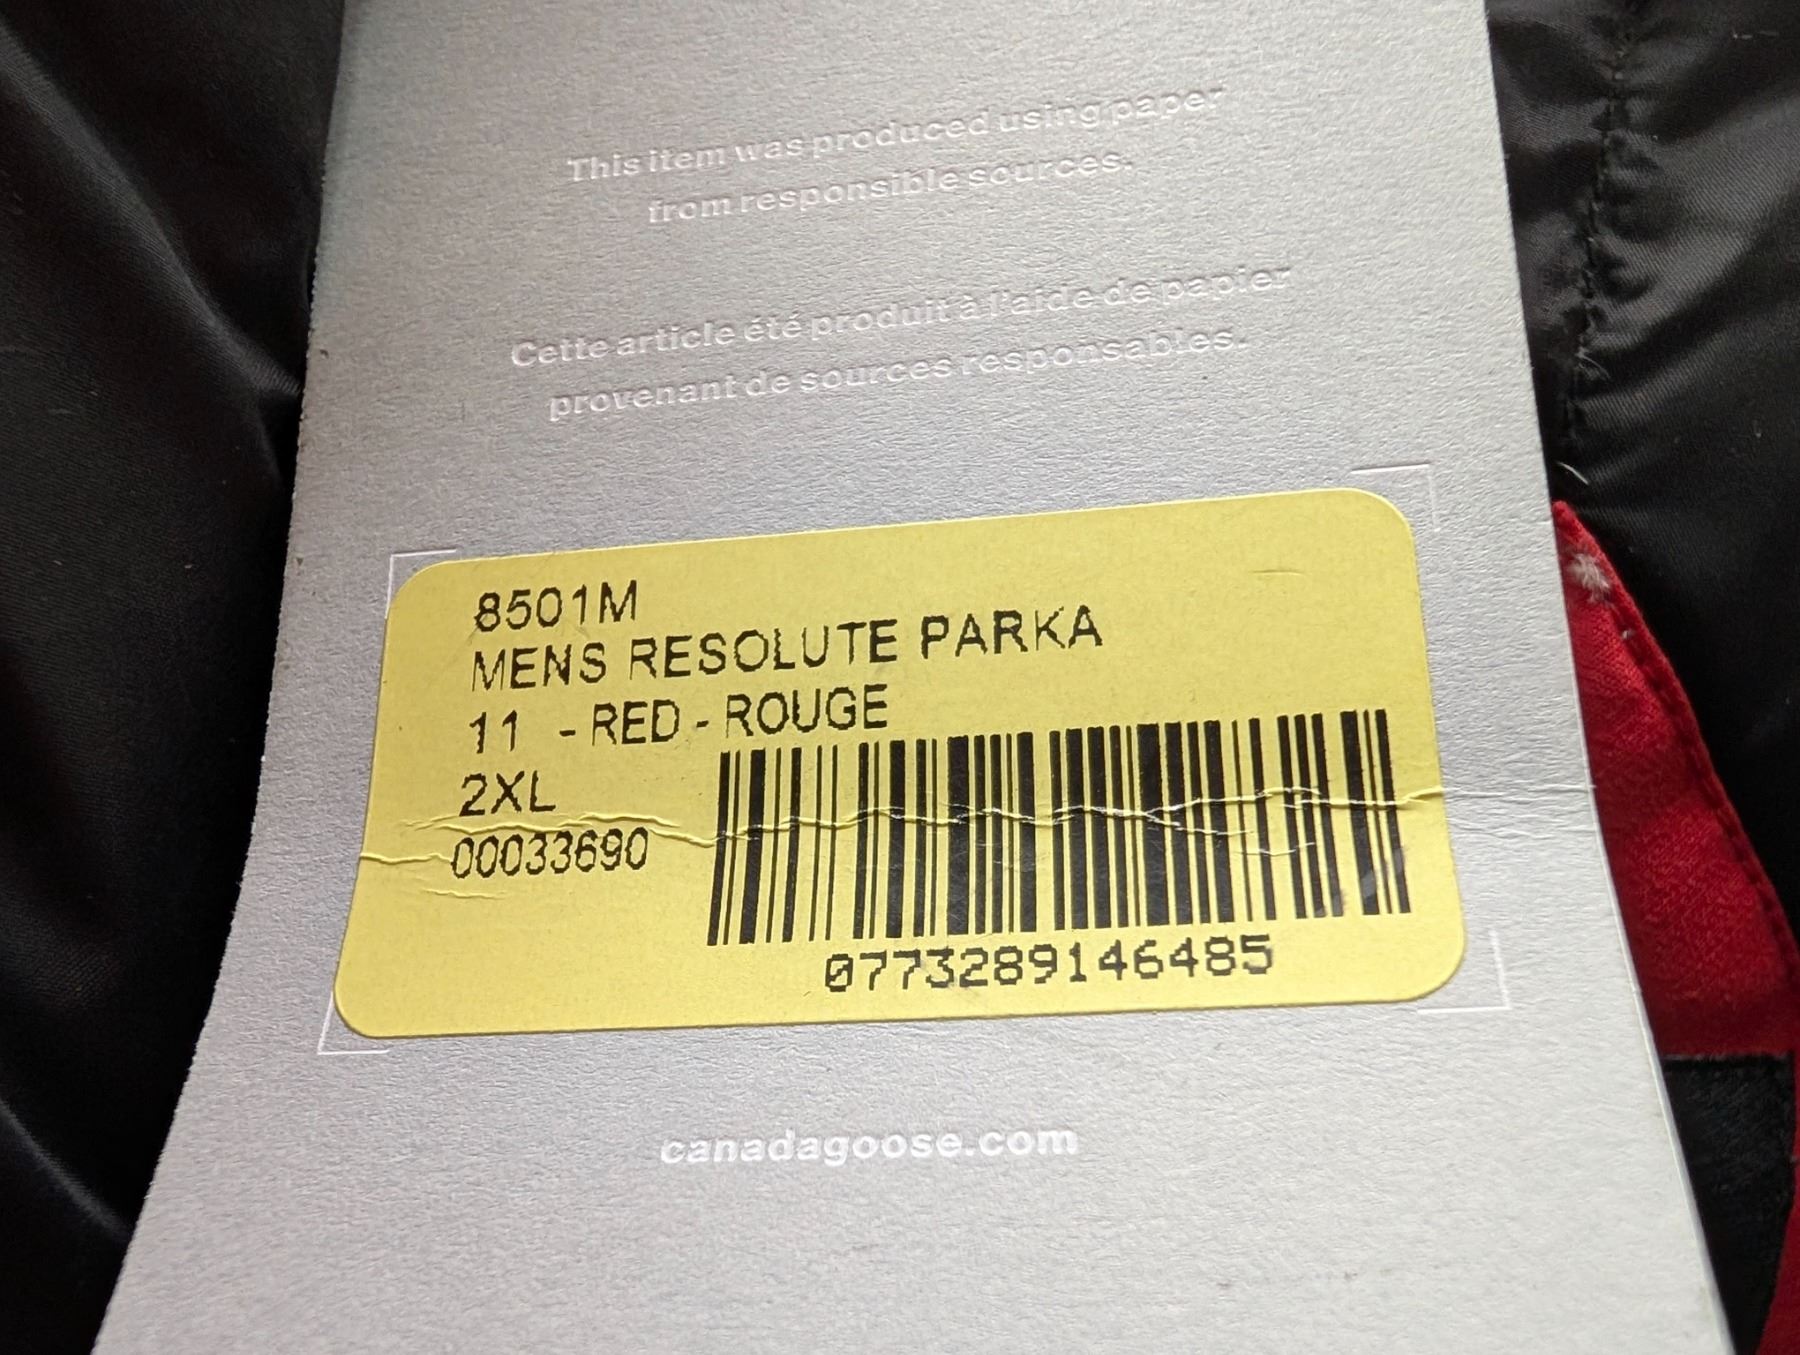 This item was produced using paper
from responsible sources.
Cette article été produit à l'aide de papier
provenant de sources responsables.
8501M
MENS RESOLUTE PARKA
11 - RED - ROUGE
2XL
00033690
0773289146485
canadagoose.com